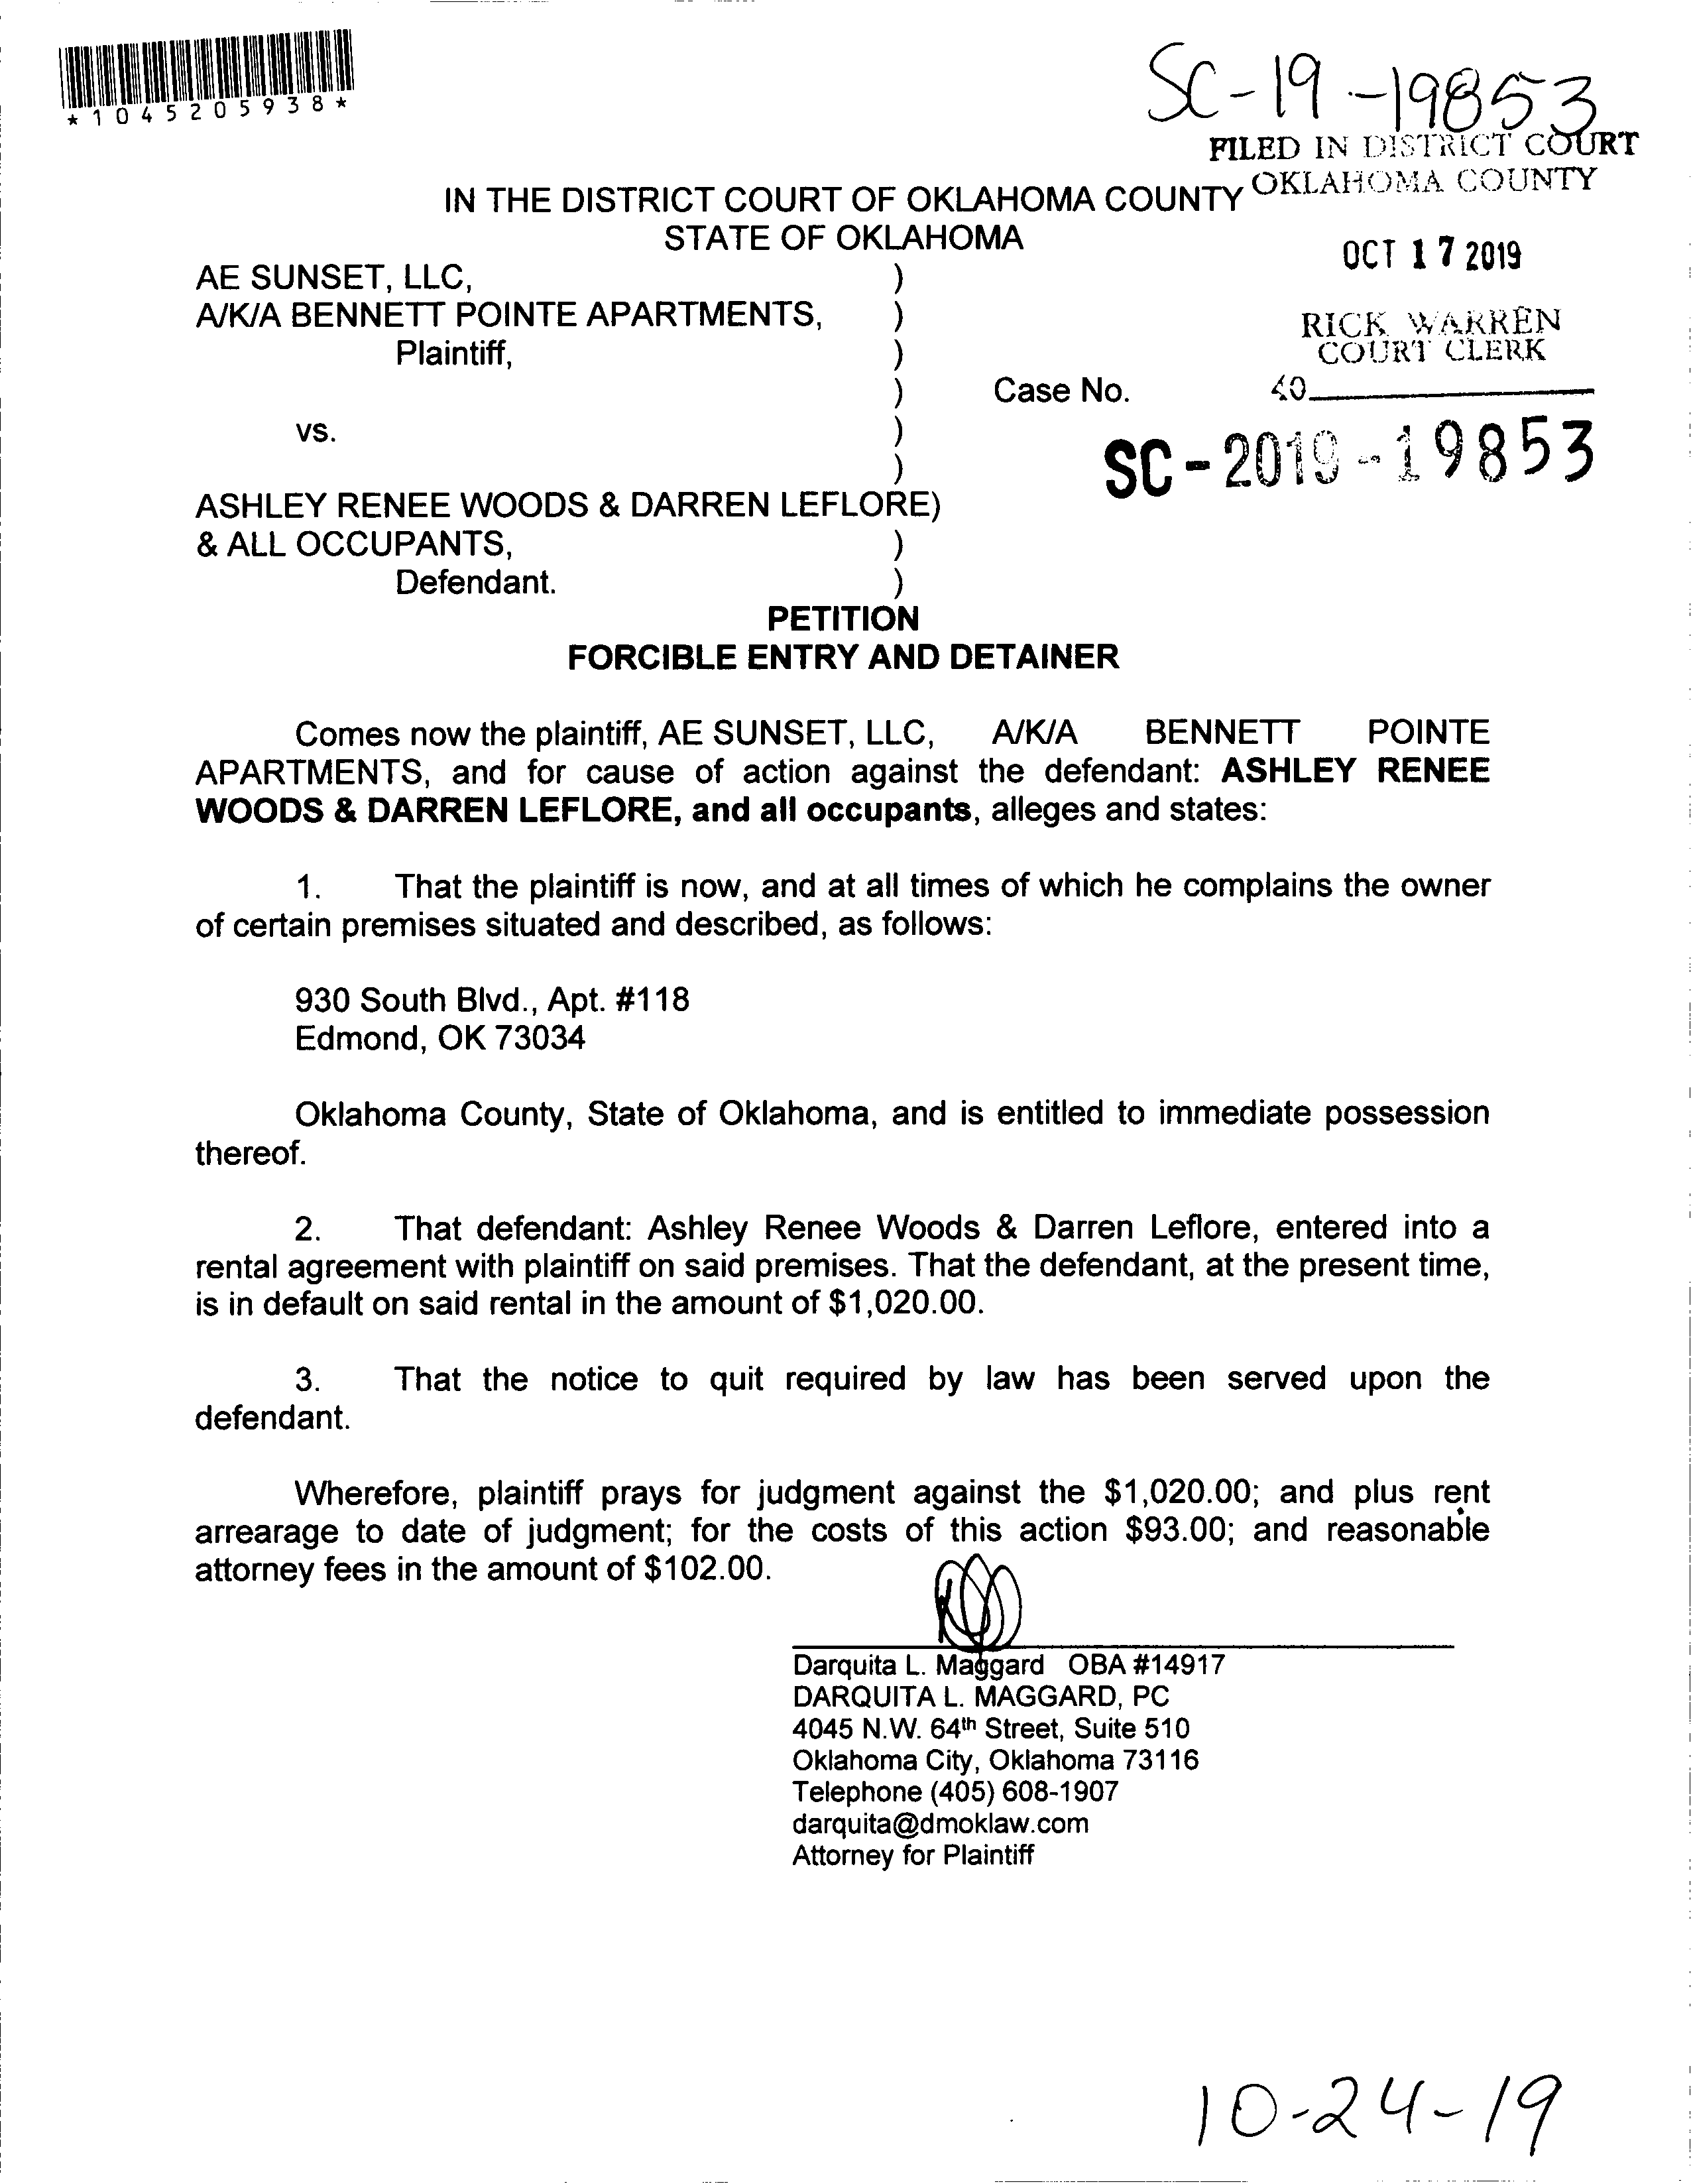 *1045205938*
SC-19-19853
FILED IN DISTRICT COURT
OKLAHOMA COUNTY
IN THE DISTRICT COURT OF OKLAHOMA COUNTY
STATE OF OKLAHOMA
OCT 17 2019
AE SUNSET, LLC, )
A/K/A BENNETT POINTE APARTMENTS, )
RICK WARREN
COURT CLERK
Plaintiff, )
) Case No. 40
vs. )
SC-2019-19853
)
ASHLEY RENEE WOODS & DARREN LEFLORE)
& ALL OCCUPANTS, )
Defendant. )
PETITION
FORCIBLE ENTRY AND DETAINER
Comes now the plaintiff, AE SUNSET, LLC, A/K/A BENNETT POINTE
APARTMENTS, and for cause of action against the defendant: ASHLEY RENEE
WOODS & DARREN LEFLORE, and all occupants, alleges and states:
1. That the plaintiff is now, and at all times of which he complains the owner
of certain premises situated and described, as follows:
930 South Blvd., Apt. #118
Edmond, OK 73034
Oklahoma County, State of Oklahoma, and is entitled to immediate possession
thereof.
2. That defendant: Ashley Renee Woods & Darren Leflore, entered into a
rental agreement with plaintiff on said premises. That the defendant, at the present time,
is in default on said rental in the amount of $1,020.00.
3. That the notice to quit required by law has been served upon the
defendant.
Wherefore, plaintiff prays for judgment against the $1,020.00; and plus rent
arrearage to date of judgment; for the costs of this action $93.00; and reasonable
attorney fees in the amount of $102.00.
Darquita L. Maggard OBA #14917
DARQUITA L. MAGGARD, PC
4045 N.W. 64th Street, Suite 510
Oklahoma City, Oklahoma 73116
Telephone (405) 608-1907
darquita@dmoklaw.com
Attorney for Plaintiff
10-24-19